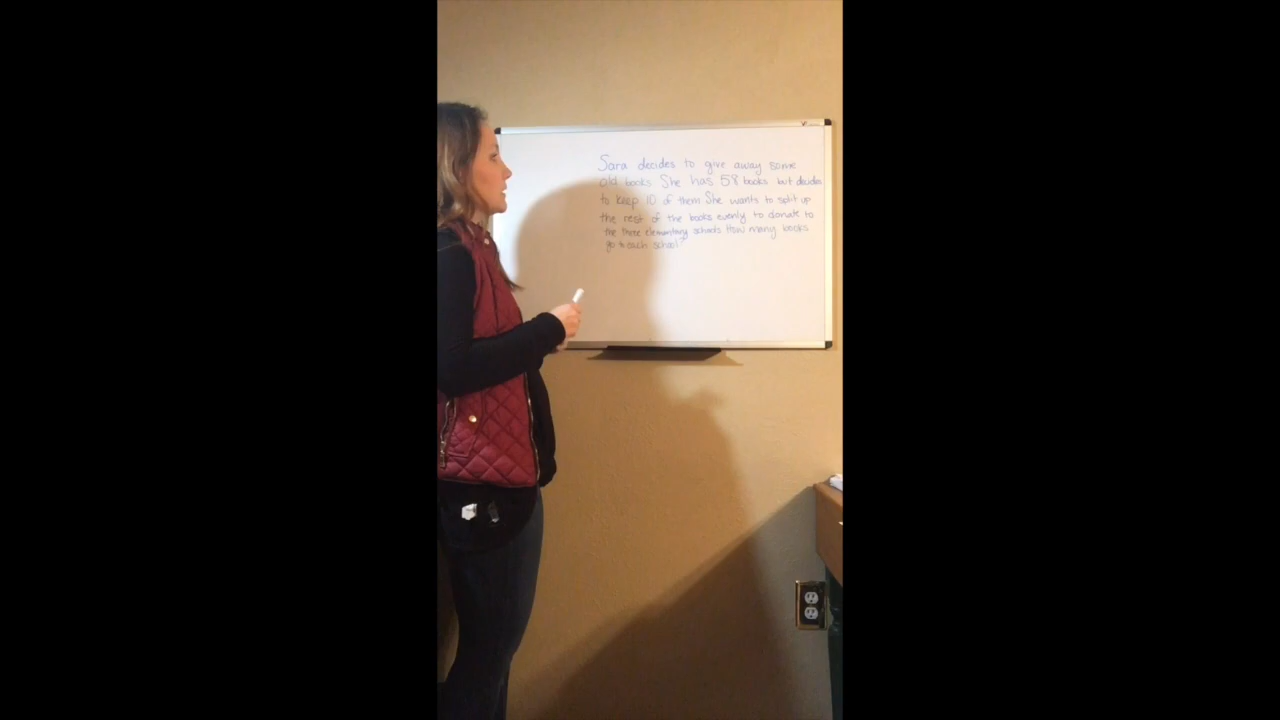 Sara decides to give away some
old books She has 58 books but decides
to keep 10 of them She wants to split up
the rest of the books evenly to donate to
the three elementary schools How many books
go to each school?